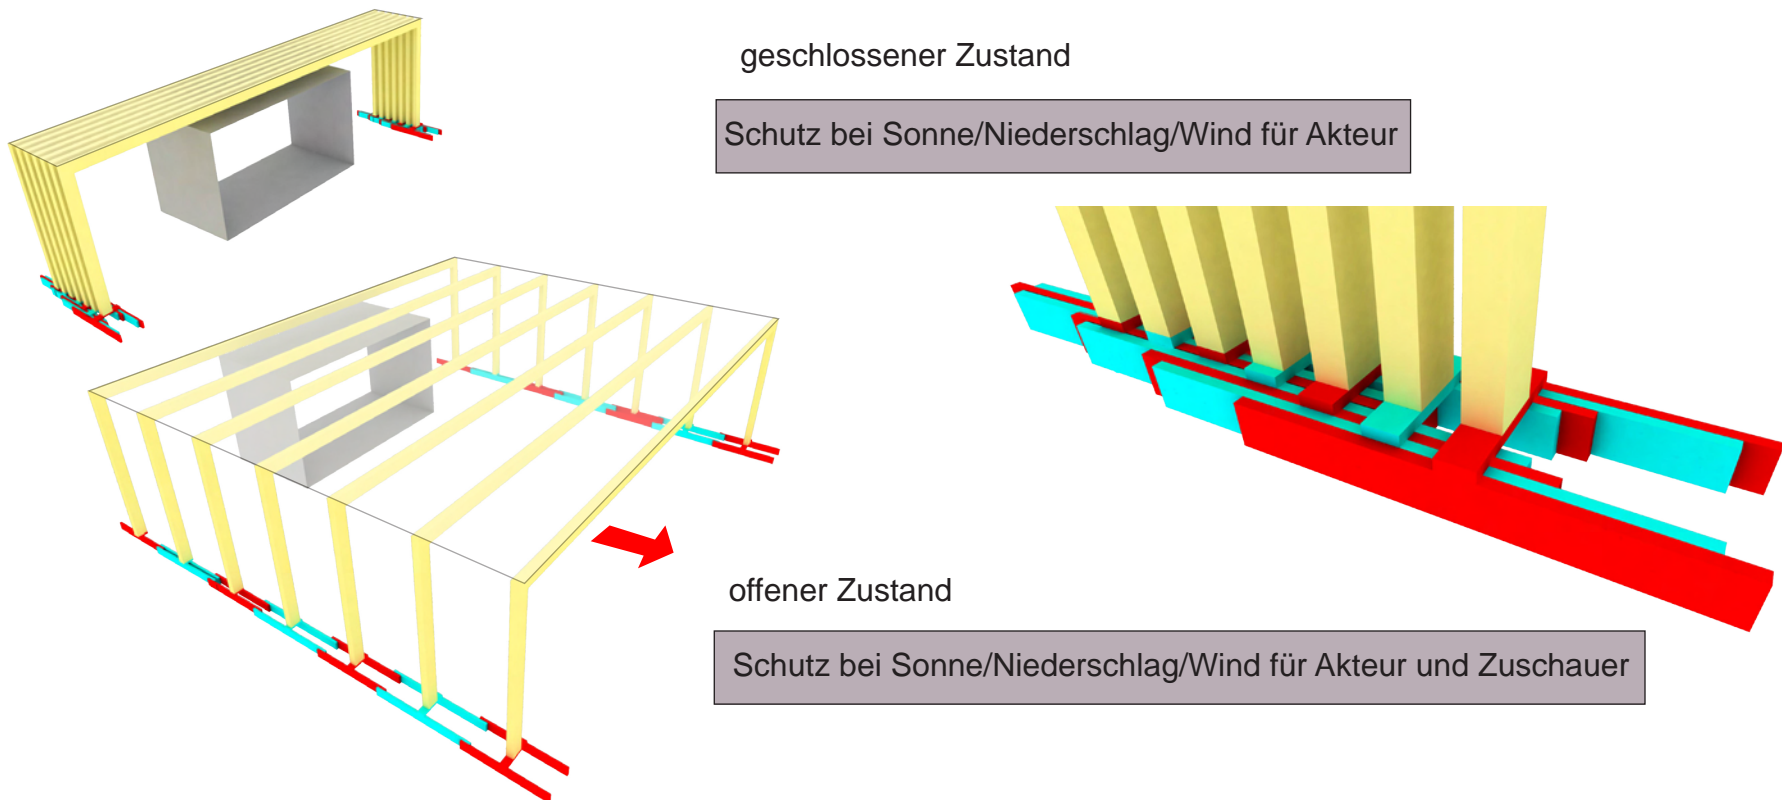 geschlossener Zustand
Schutz bei Sonne/Niederschlag/Wind für Akteur
offener Zustand
Schutz bei Sonne/Niederschlag/Wind für Akteur und Zuschauer